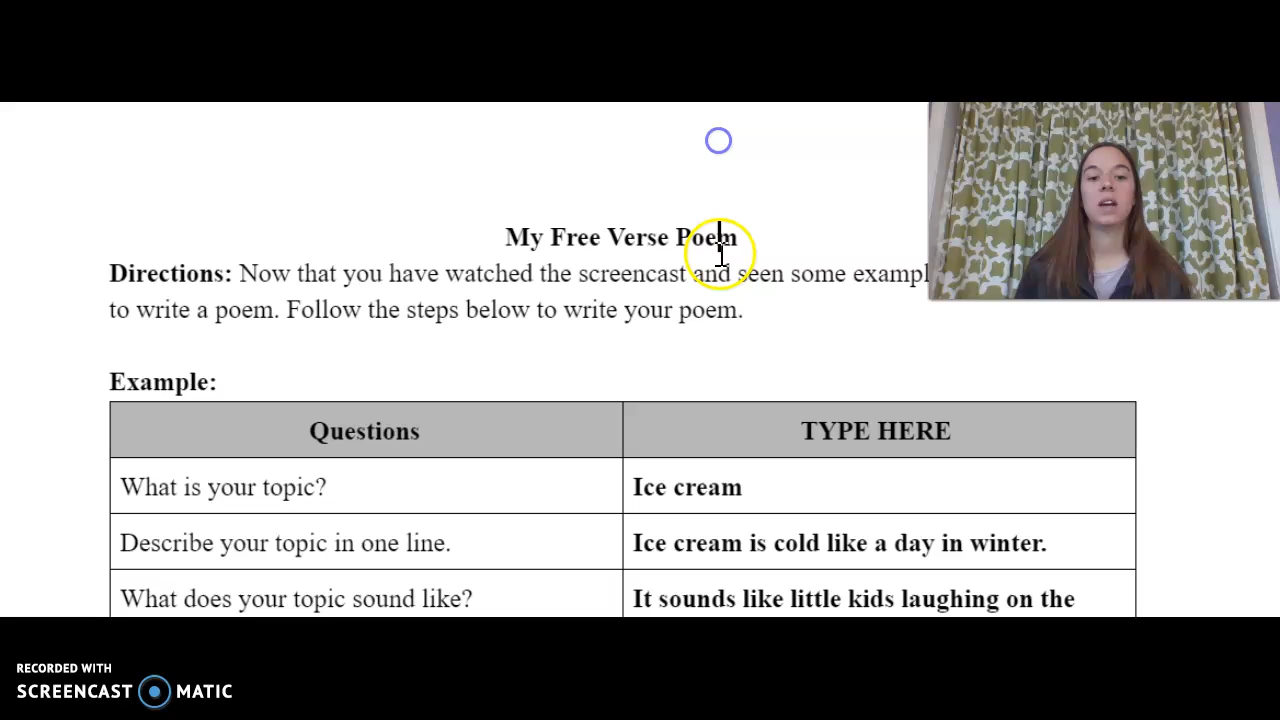 My Free Verse Poem
Directions: Now that you have watched the screencast and seen some
to write a poem. Follow the steps below to write your poem.
Example:
Questions
TYPE HERE
What is your topic?
Ice cream
Describe your topic in one line.
Ice cream is cold like a day in winter.
What does your topic sound like?
It sounds like little kids laughing on the
RECORDED WITH
SCREENCAST MATIC